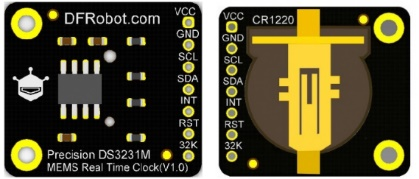 DFRobot.com
VCC
GND
SCL
SDA
INT
RST
32K
Precision DS3231M
MEMS Real Time Clock(V1.0)
VCC
CR1220
GND
SCL
SDA
INT
RST
32K